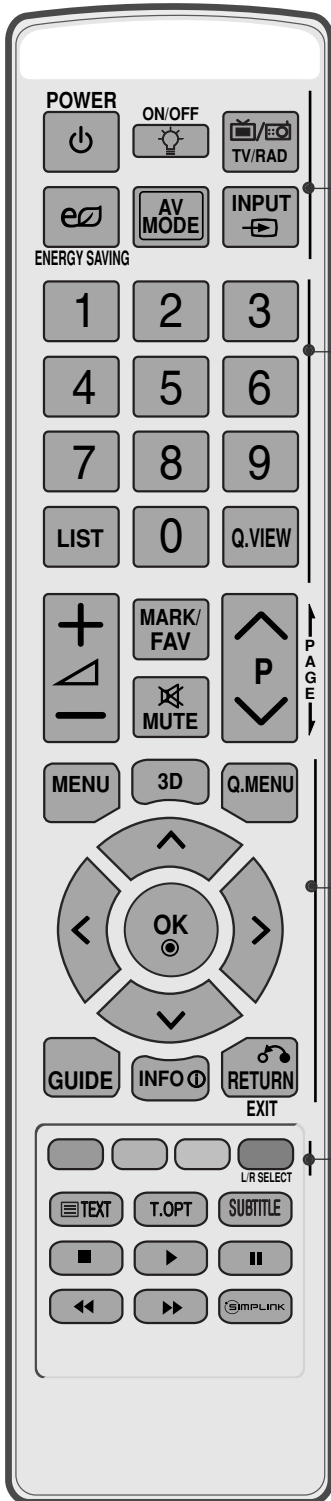 POWER
ON/OFF
TV/RAD
ENERGY SAVING
AV
MODE
INPUT
1 2 3
4 5 6
7 8 9
LIST 0 Q.VIEW
MARK/
FAV
MUTE
P
PAGE
MENU 3D Q.MENU
OK
GUIDE INFO RETURN
EXIT
L/R SELECT
TEXT T.OPT SUBTITLE
SIMPLINK